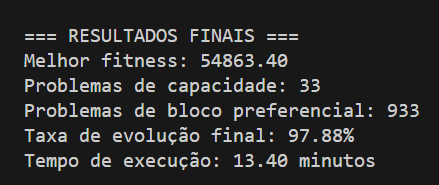 === RESULTADOS FINAIS ===
Melhor fitness: 54863.40
Problemas de capacidade: 33
Problemas de bloco preferencial: 933
Taxa de evolução final: 97.88%
Tempo de execução: 13.40 minutos